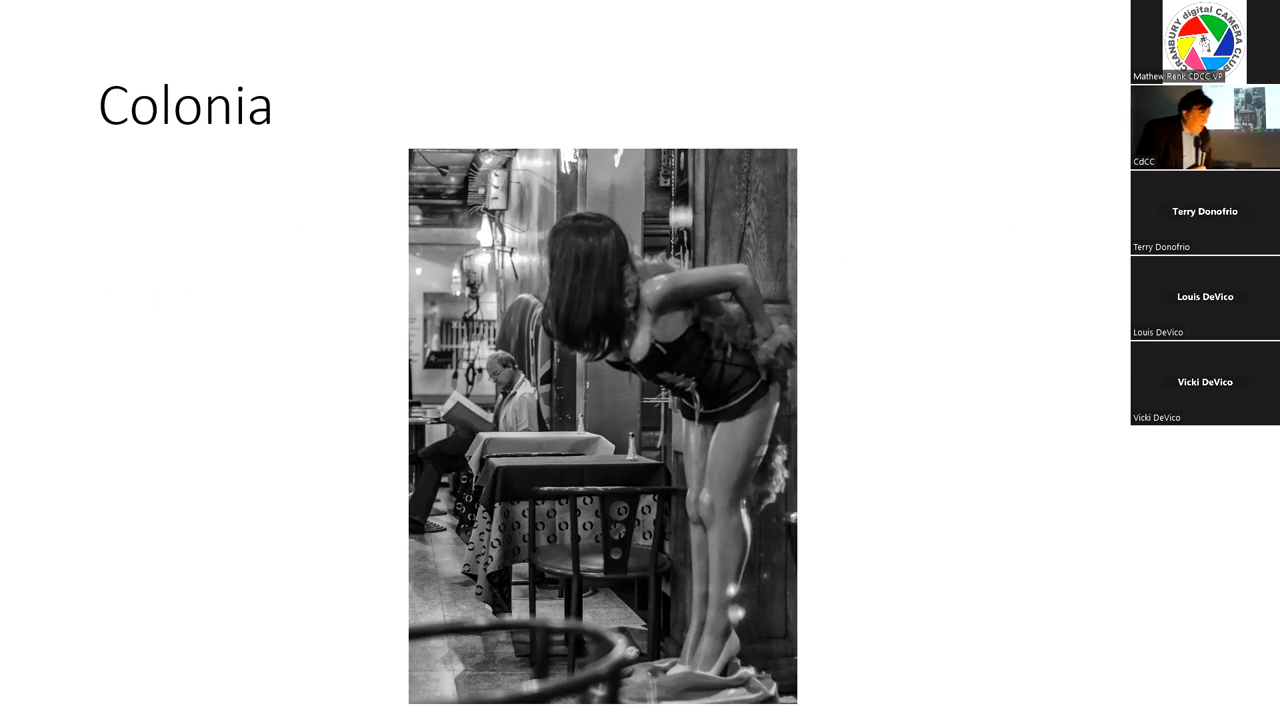 Colonia
CRANBURY digital CAMERA CLUB
Mathew Renk CDCC VP
CdCC
Terry Donofrio
Terry Donofrio
Louis DeVico
Louis DeVico
Vicki DeVico
Vicki DeVico